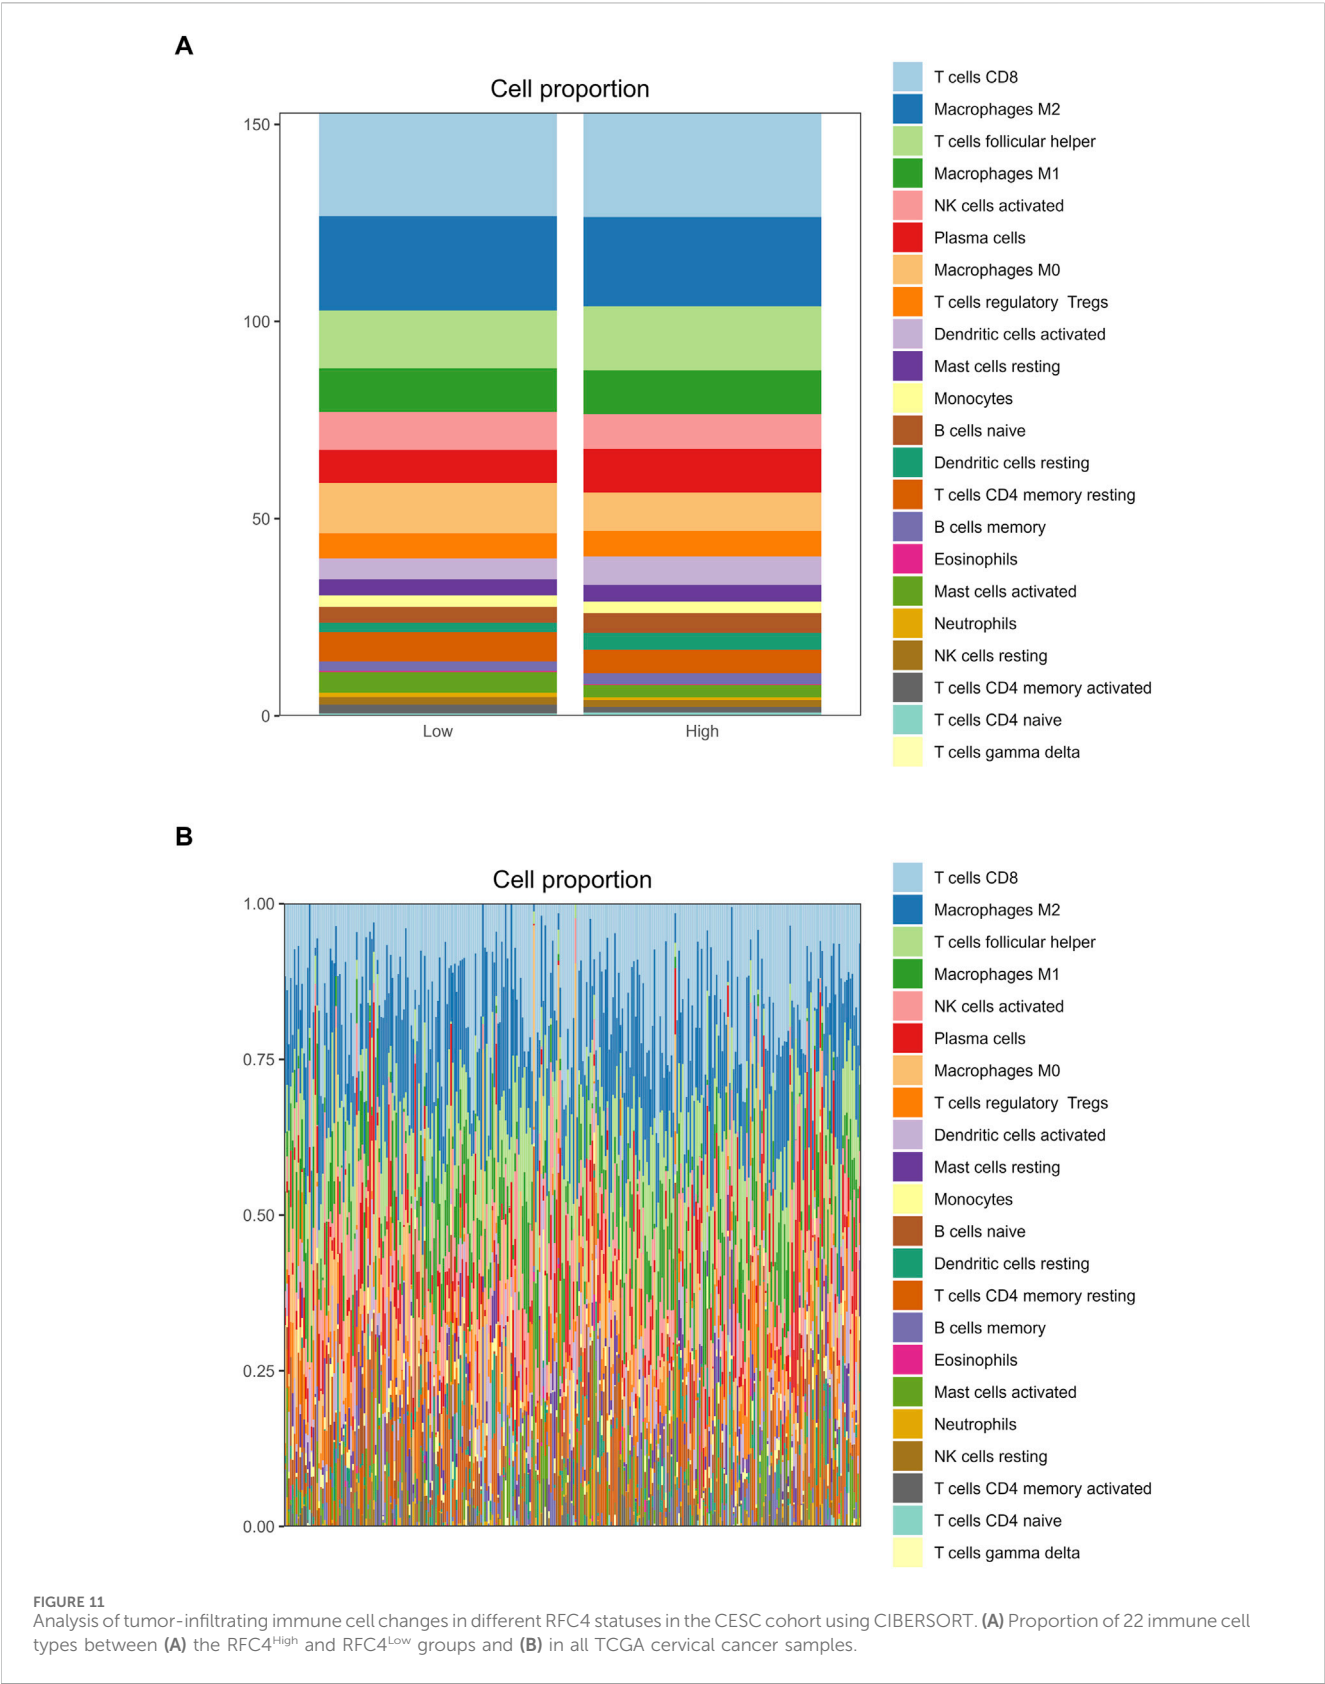 A
Cell proportion
150
100
50
0
Low
High
T cells CD8
Macrophages M2
T cells follicular helper
Macrophages M1
NK cells activated
Plasma cells
Macrophages M0
T cells regulatory  Tregs
Dendritic cells activated
Mast cells resting
Monocytes
B cells naive
Dendritic cells resting
T cells CD4 memory resting
B cells memory
Eosinophils
Mast cells activated
Neutrophils
NK cells resting
T cells CD4 memory activated
T cells CD4 naive
T cells gamma delta
B
Cell proportion
1.00
0.75
0.50
0.25
0.00
T cells CD8
Macrophages M2
T cells follicular helper
Macrophages M1
NK cells activated
Plasma cells
Macrophages M0
T cells regulatory  Tregs
Dendritic cells activated
Mast cells resting
Monocytes
B cells naive
Dendritic cells resting
T cells CD4 memory resting
B cells memory
Eosinophils
Mast cells activated
Neutrophils
NK cells resting
T cells CD4 memory activated
T cells CD4 naive
T cells gamma delta
FIGURE 11
Analysis of tumor-infiltrating immune cell changes in different RFC4 statuses in the CESC cohort using CIBERSORT. (A) Proportion of 22 immune cell
types between (A) the RFC4High and RFC4Low groups and (B) in all TCGA cervical cancer samples.